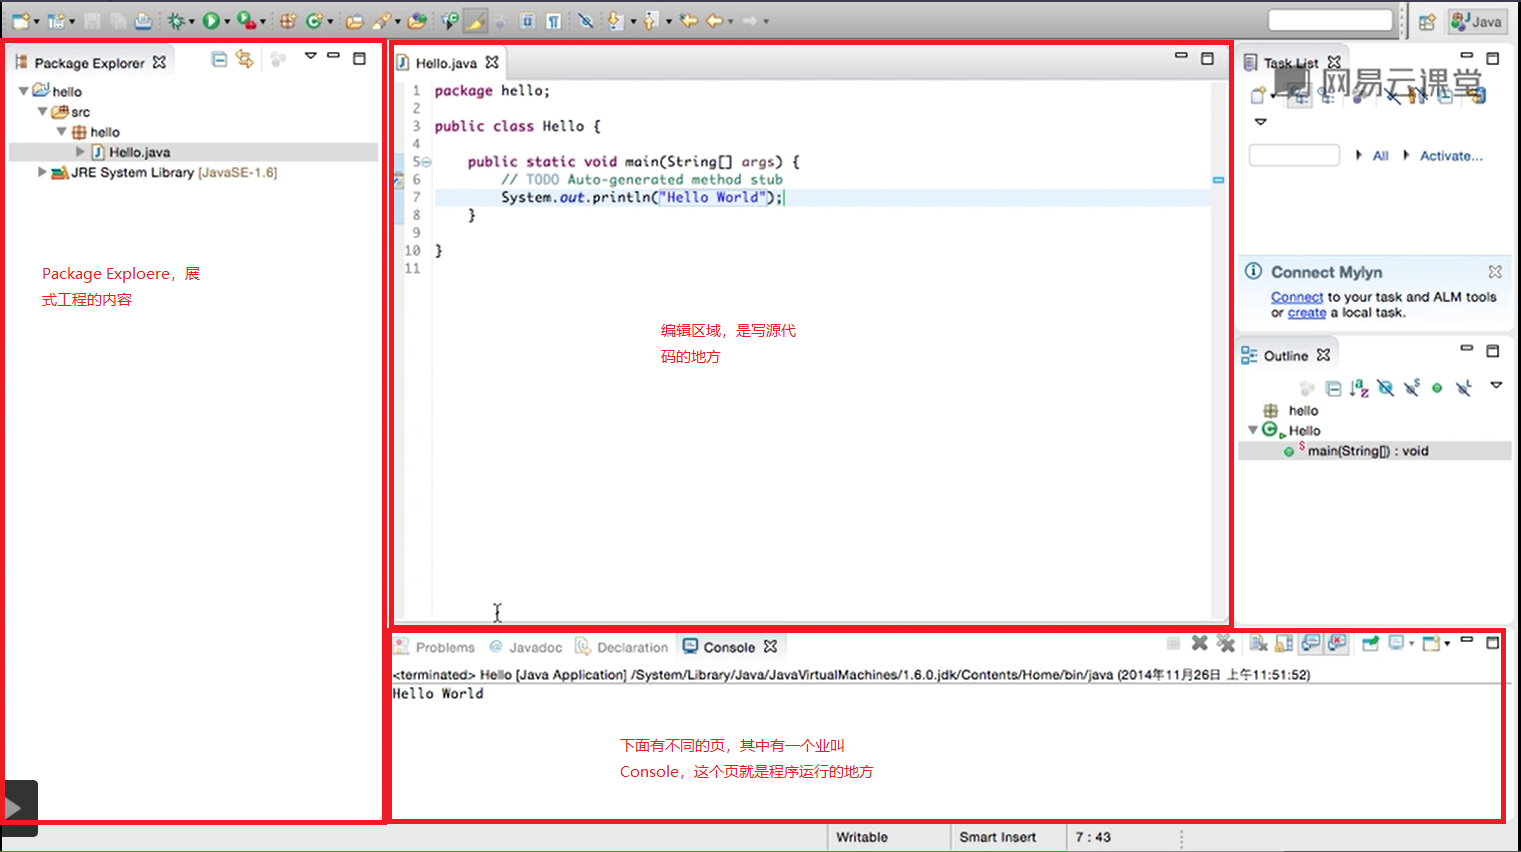 Java
Package Explorer
hello
src
hello
Hello.java
JRE System Library [JavaSE-1.6]
Package Exploere，展
式工程的内容
Hello.java
1 package hello;
2
3 public class Hello {
4
5 public static void main(String[] args) {
6 // TODO Auto-generated method stub
7 System.out.println("Hello World");
8 }
9
10 }
11
编辑区域，是写源代
码的地方
Task List
网易云课堂
All
Activate...
Connect Mylyn
Connect to your task and ALM tools
or create a local task.
Outline
hello
Hello
main(String[]) : void
Problems @ Javadoc Declaration Console
<terminated> Hello [Java Application] /System/Library/Java/JavaVirtualMachines/1.6.0.jdk/Contents/Home/bin/java (2014年11月26日 上午11:51:52)
Hello World
下面有不同的页，其中有一个业叫
Console，这个页就是程序运行的地方
Writable Smart Insert 7 : 43